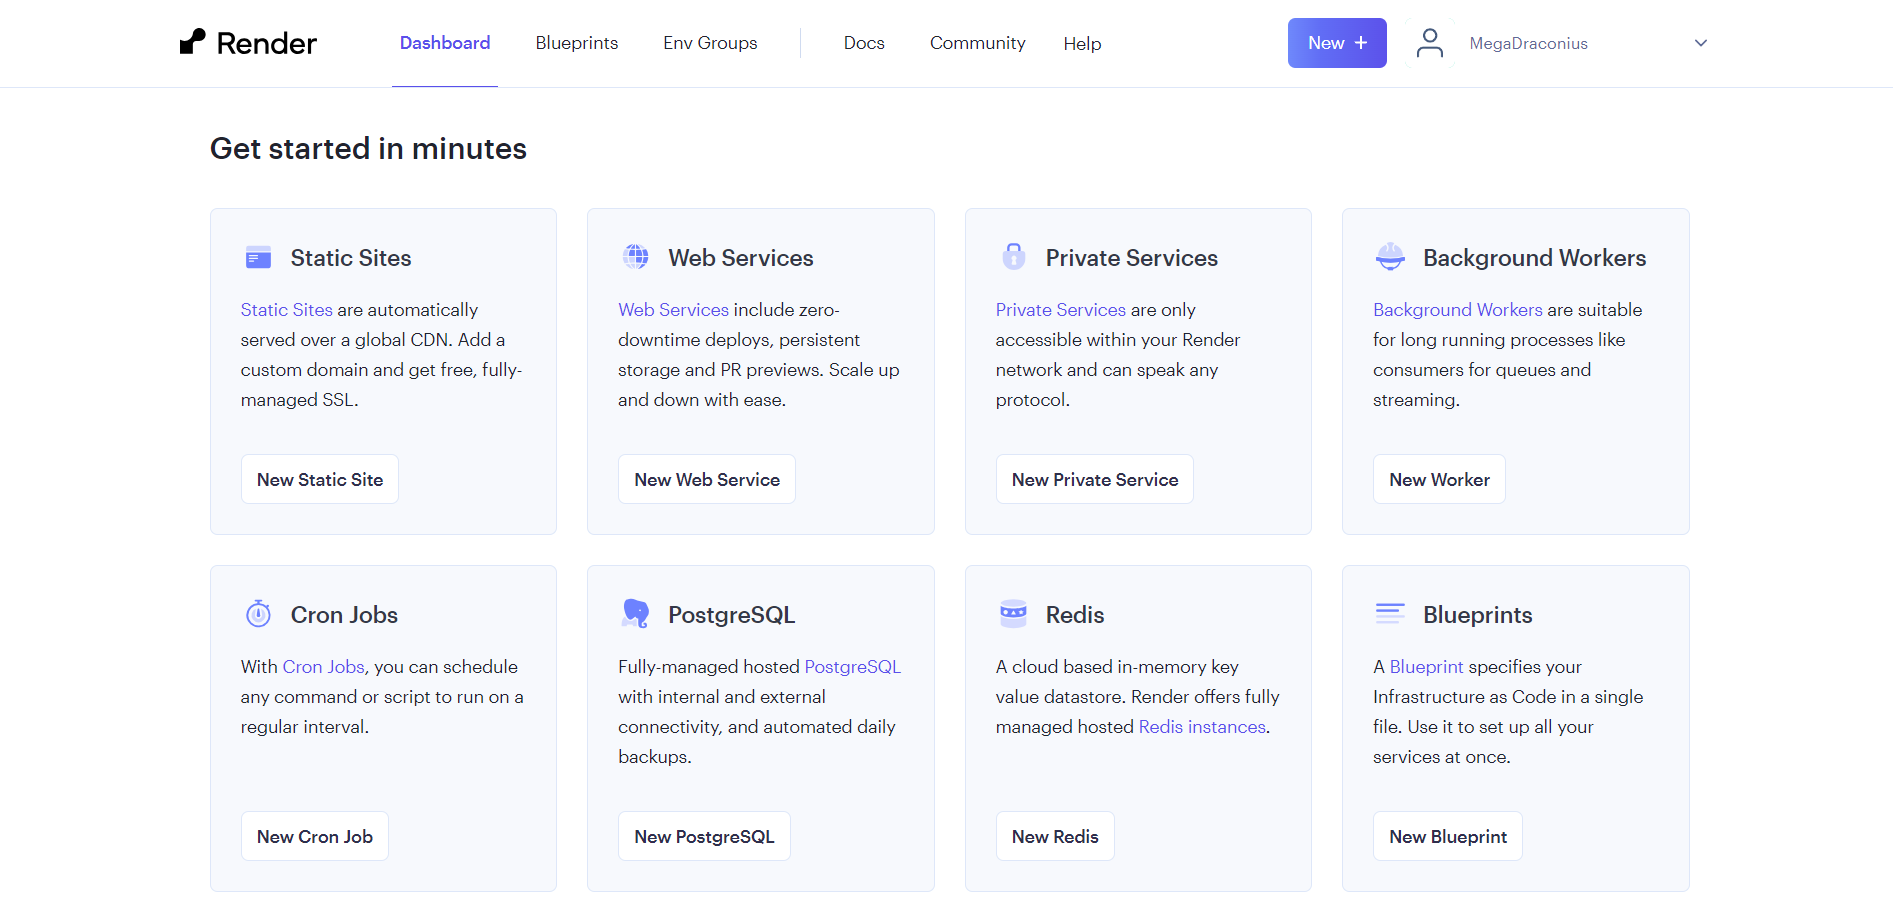 Render
Dashboard
Blueprints
Env Groups
Docs
Community
Help
New +
MegaDraconius
Get started in minutes
Static Sites
Static Sites are automatically
served over a global CDN. Add a
custom domain and get free, fully-
managed SSL.
New Static Site
Web Services
Web Services include zero-
downtime deploys, persistent
storage and PR previews. Scale up
and down with ease.
New Web Service
Private Services
Private Services are only
accessible within your Render
network and can speak any
protocol.
New Private Service
Background Workers
Background Workers are suitable
for long running processes like
consumers for queues and
streaming.
New Worker
Cron Jobs
With Cron Jobs, you can schedule
any command or script to run on a
regular interval.
New Cron Job
PostgreSQL
Fully-managed hosted PostgreSQL
with internal and external
connectivity, and automated daily
backups.
New PostgreSQL
Redis
A cloud based in-memory key
value datastore. Render offers fully
managed hosted Redis instances.
New Redis
Blueprints
A Blueprint specifies your
Infrastructure as Code in a single
file. Use it to set up all your
services at once.
New Blueprint